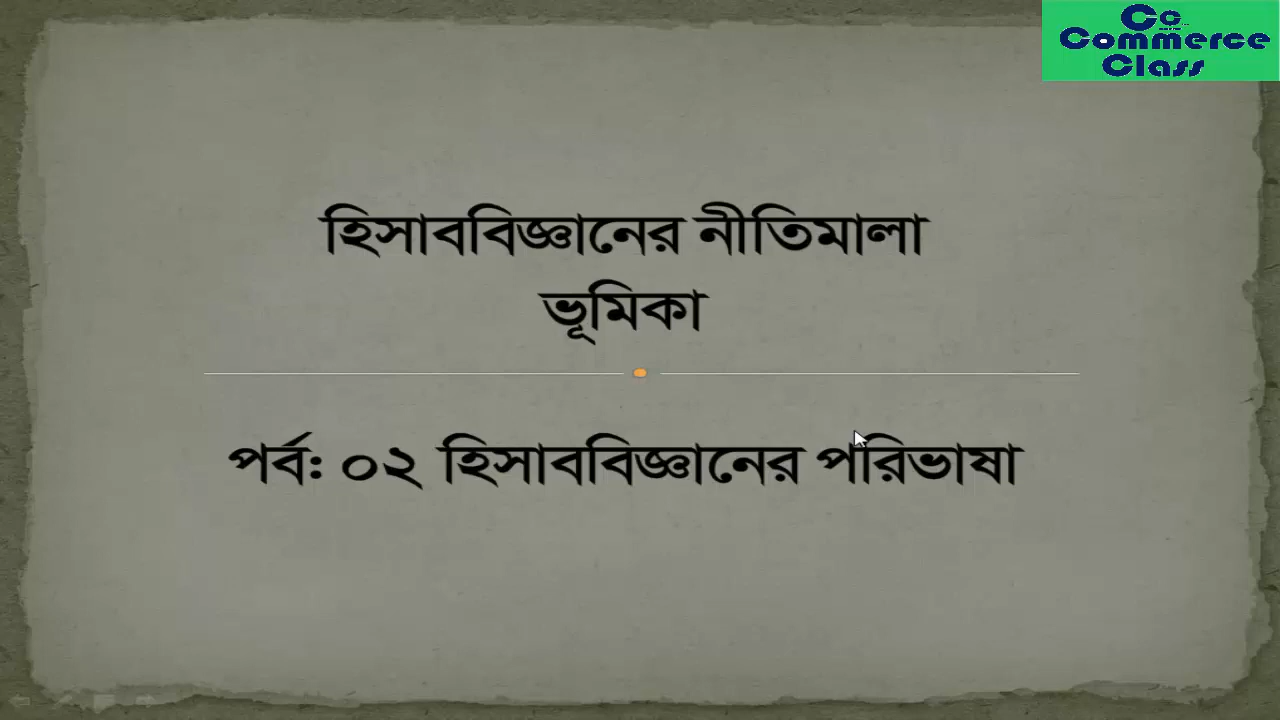 Cc
Commerce
Class
হিসাববিজ্ঞানের নীতিমালা
ভূমিকা
পর্ব: ০২ হিসাববিজ্ঞানের পরিভাষা